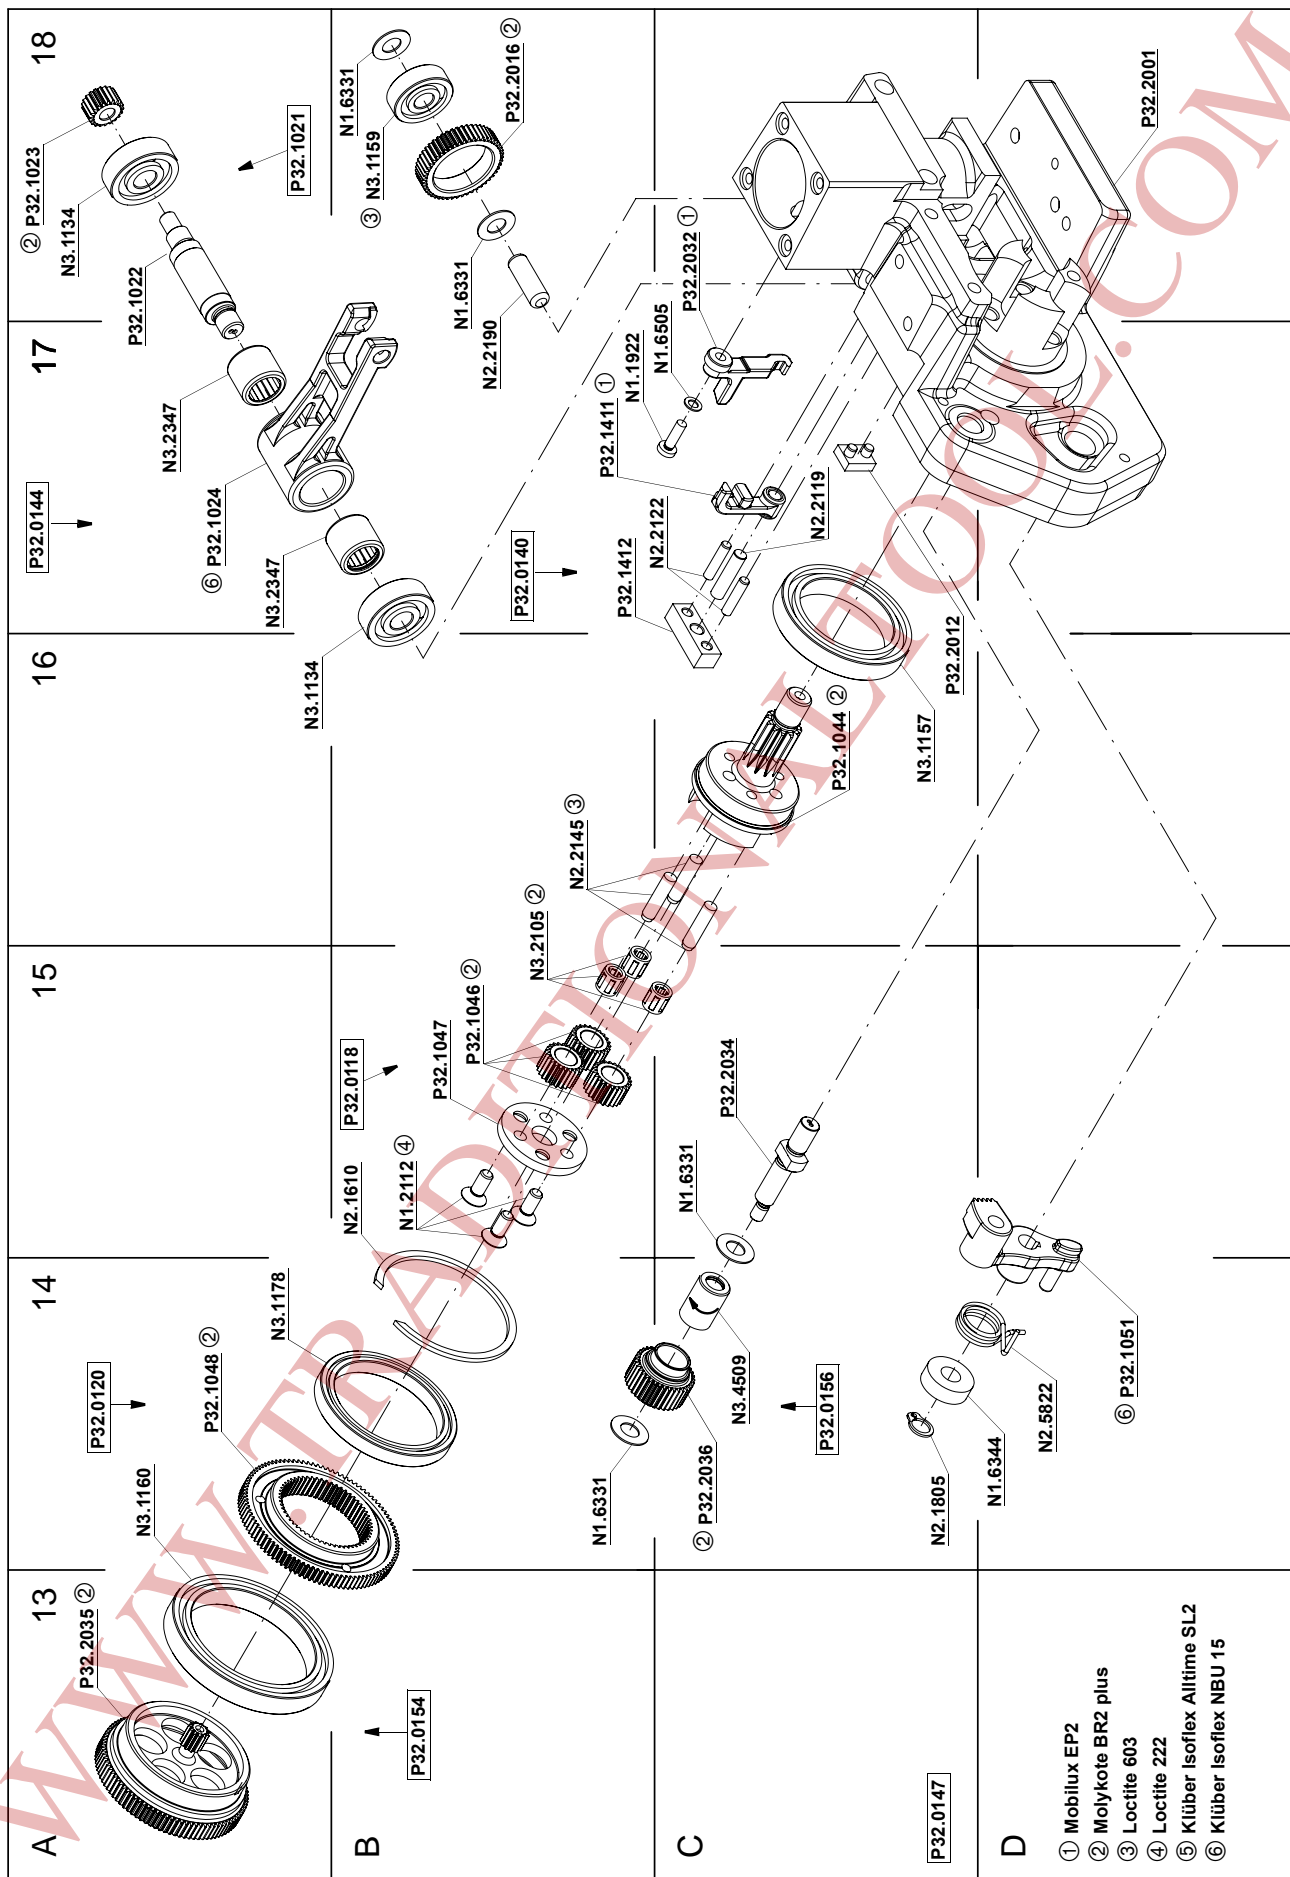 13
14
15
16
17
18
A
B
C
D
P32.2035 ②
N3.1160
P32.0154
P32.0120
P32.1048 ②
N3.1178
N2.1610
N1.2112 ④
P32.0118
P32.1047
P32.1046 ②
N3.2105 ②
N2.2145 ③
P32.1044 ②
N3.1157
P32.2012
N3.1134
N3.2347
⑥ P32.1024
P32.0144
N3.2347
P32.1022
N3.1134
② P32.1023
P32.1021
N1.6331
③ N3.1159
P32.2016 ②
N1.6331
N2.2190
P32.0140
P32.1412
N2.2122
N2.2119
P32.1411 ①
N1.1922
N1.6505
P32.2032 ①
P32.2001
N1.6331
② P32.2036
N3.4509
P32.0156
N1.6331
P32.2034
N2.1805
N1.6344
N2.5822
⑥ P32.1051
P32.0147
① Mobilux EP2
② Molykote BR2 plus
③ Loctite 603
④ Loctite 222
⑤ Klüber Isoflex Alltime SL2
⑥ Klüber Isoflex NBU 15
WWW.TRADITIONALTOOL.COM